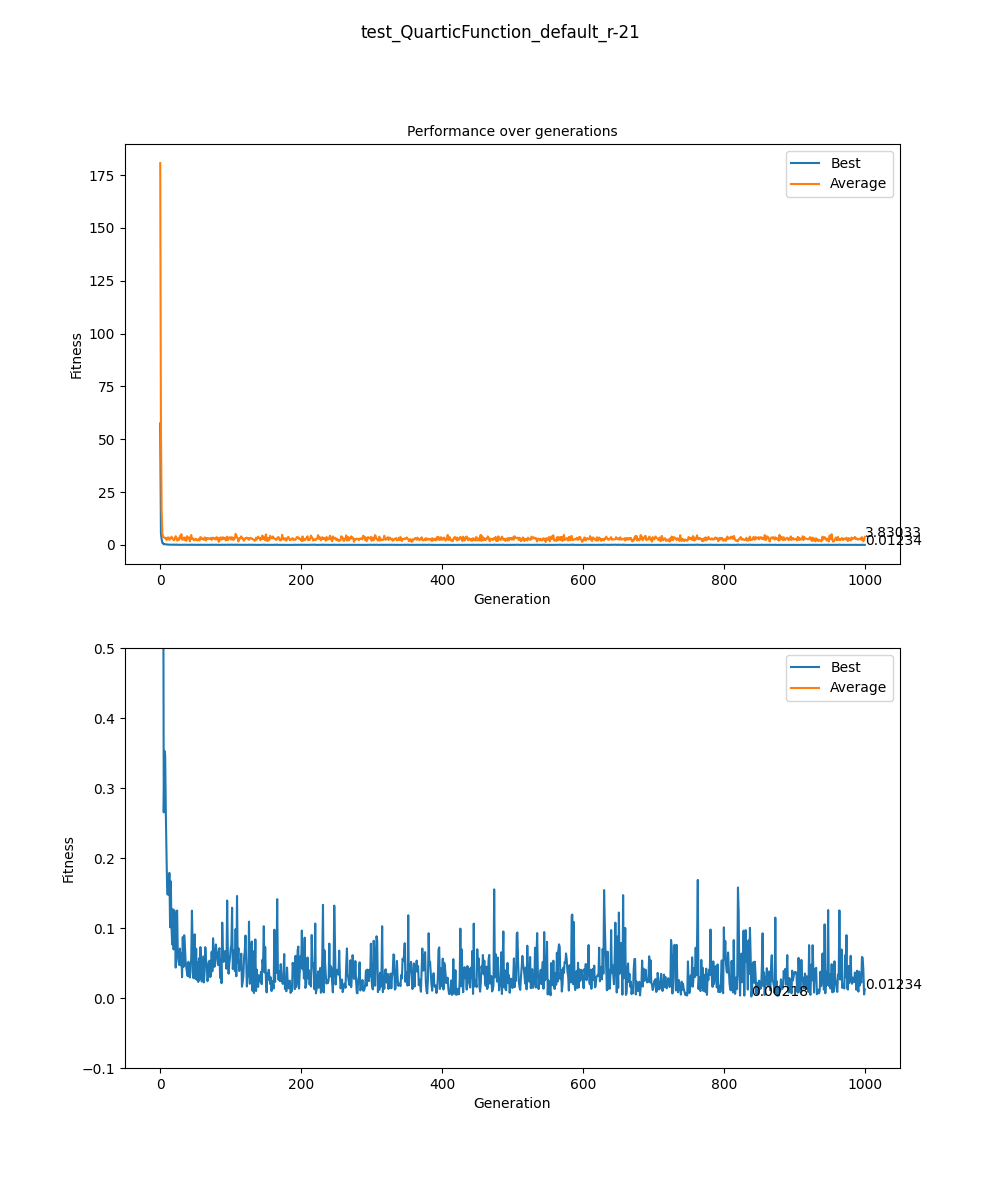 test_QuarticFunction_default_r-21
Performance over generations
Best
Average
Fitness
175
150
125
100
75
50
25
0
3.83033
0.01234
0 200 400 600 800 1000
Generation
Best
Average
Fitness
0.5
0.4
0.3
0.2
0.1
0.0
−0.1
0.00218
0.01234
0 200 400 600 800 1000
Generation